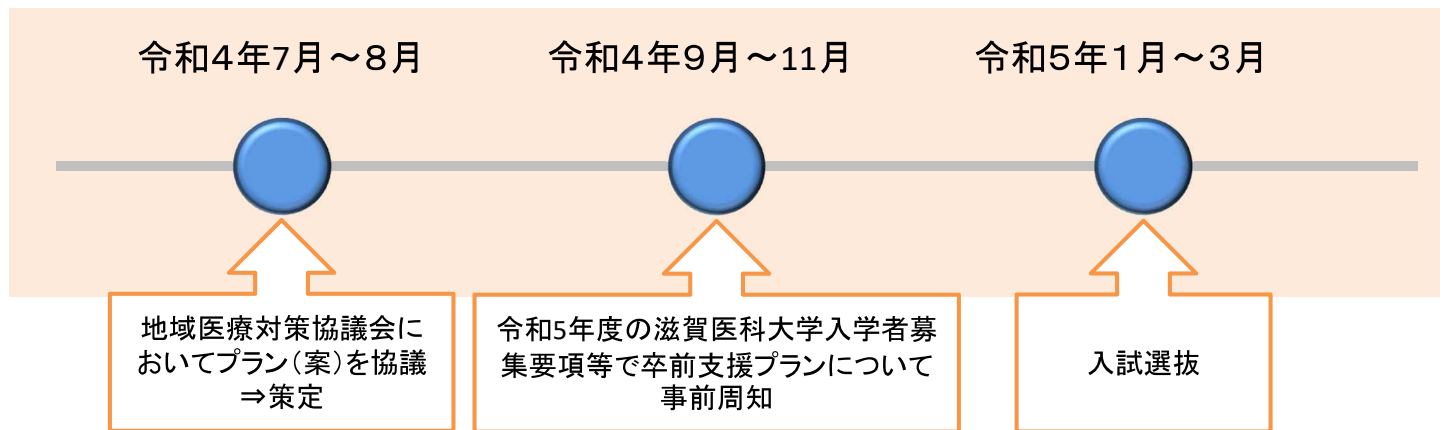 令和４年7月～８月
令和４年９月～11月
令和５年１月～３月
地域医療対策協議会に
おいてプラン（案）を協議
⇒策定
令和5年度の滋賀医科大学入学者募
集要項等で卒前支援プランについて
事前周知
入試選抜